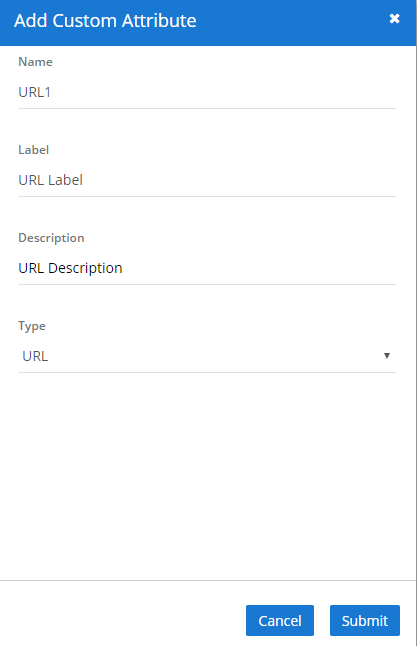 Add Custom Attribute
Name
URL1
Label
URL Label
Description
URL Description
Type
URL
Cancel
Submit